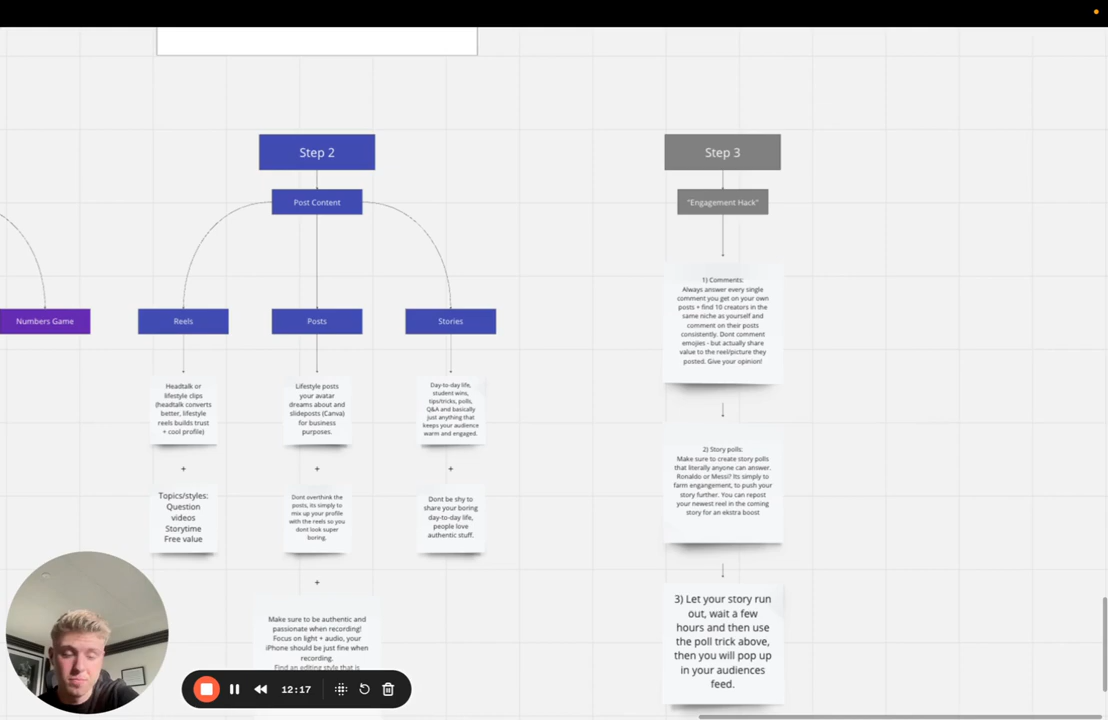 Step 2
Post Content
Numbers Game
Reels
Posts
Stories
Headtalk or
lifestyle clips
(headtalk converts
better, lifestyle
reels builds trust
+ cool profile)
+
Topics/styles:
Question
videos
Storytime
Free value
Lifestyle posts
your avatar
dreams about and
slideposts (Canva)
for business
purposes.
+
Dont overthink the
posts, its simply to
mix up your profile
with the reels so you
dont look super
boring.
+
Make sure to be authentic and
passionate when recording!
Focus on light + audio, your
iPhone should be just fine when
recording.
Find an editing style that is
Day-to-day life,
student wins,
tips/tricks, polls,
Q&A and basically
just anything that
keeps your audience
warm and engaged.
+
Dont be shy to
share your boring
day-to-day life,
people love
authentic stuff.
Step 3
"Engagement Hack"
1) Comments:
Always answer every single
comment you get on your own
posts + find 10 creators in the
same niche as yourself and
comment on their posts
consistently. Dont comment
emojies - but actually share
value to the reel/picture they
posted. Give your opinion!
2) Story polls:
Make sure to create story polls
that literally anyone can answer.
Ronaldo or Messi? Its simply to
farm engangement, to push your
story further. You can repost
your newest reel in the coming
story for an ekstra boost
3) Let your story run
out, wait a few
hours and then use
the poll trick above,
then you will pop up
in your audiences
feed.
12:17